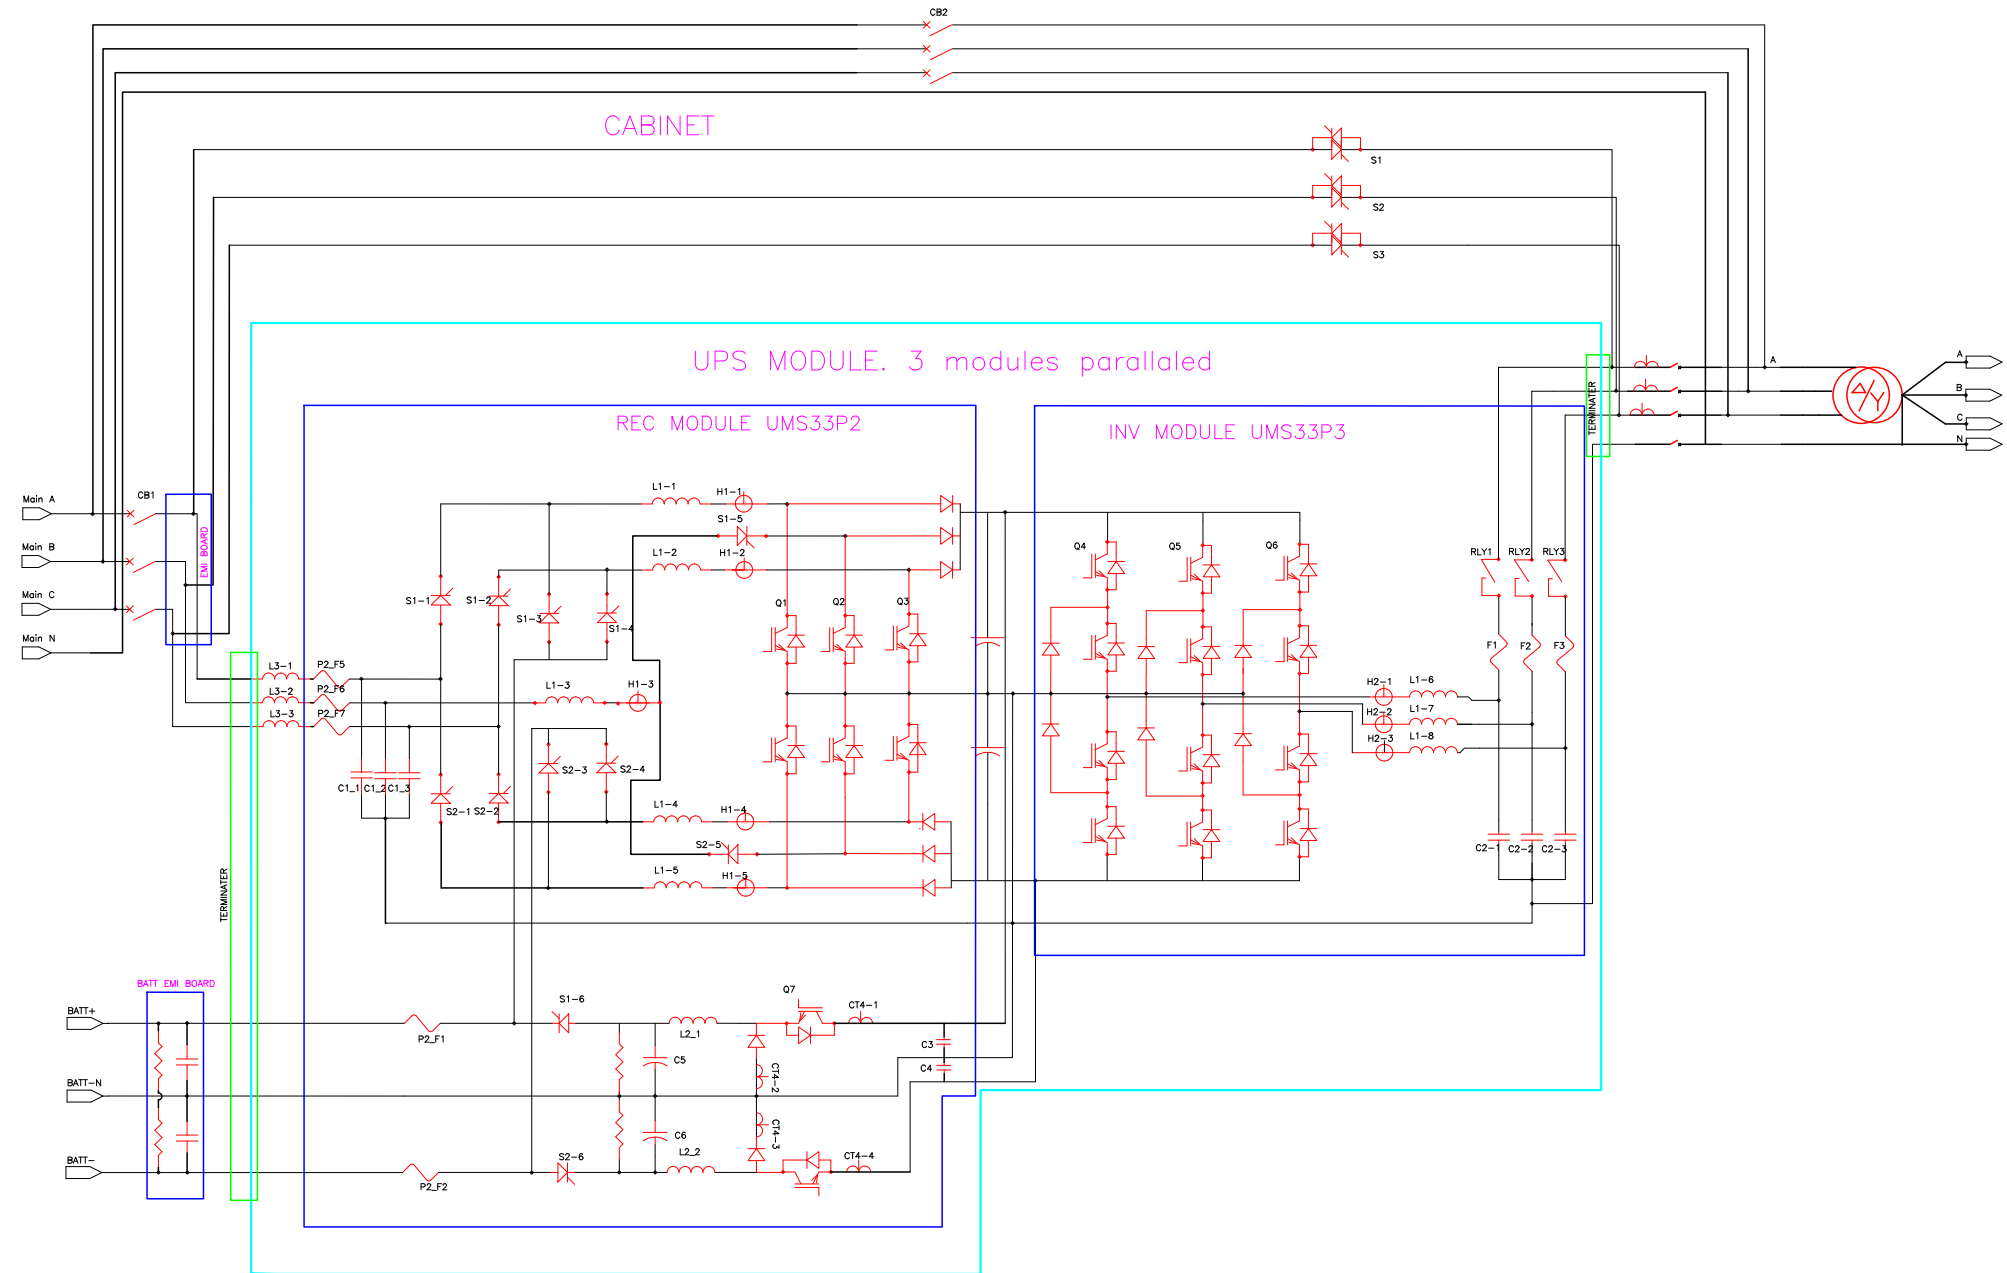 CB2
CABINET
S1
S2
S3
UPS MODULE. 3 modules parallaled
A
A
B
C
N
TERMINATER
Δ/Y
REC MODULE UMS33P2
INV MODULE UMS33P3
Main A
CB1
Main B
Main C
Main N
EMI BOARD
L1-1
H1-1
S1-5
L1-2
H1-2
S1-1
S1-2
S1-3
S1-4
Q1
Q2
Q3
Q4
Q5
Q6
RLY1
RLY2
RLY3
F1
F2
F3
L3-1
P2_F5
L3-2
P2_F6
L3-3
P2_F7
L1-3
H1-3
H2-1
L1-6
H2-2
L1-7
H2-3
L1-8
S2-3
S2-4
C1_1
C1_2
C1_3
S2-1
S2-2
L1-4
H1-4
S2-5
L1-5
H1-5
C2-1
C2-2
C2-3
TERMINATER
BATT EMI BOARD
BATT+
P2_F1
S1-6
L2_1
Q7
CT4-1
C5
CT4-2
C3
C4
BATT-N
C6
CT4-3
BATT-
P2_F2
S2-6
L2_2
CT4-4